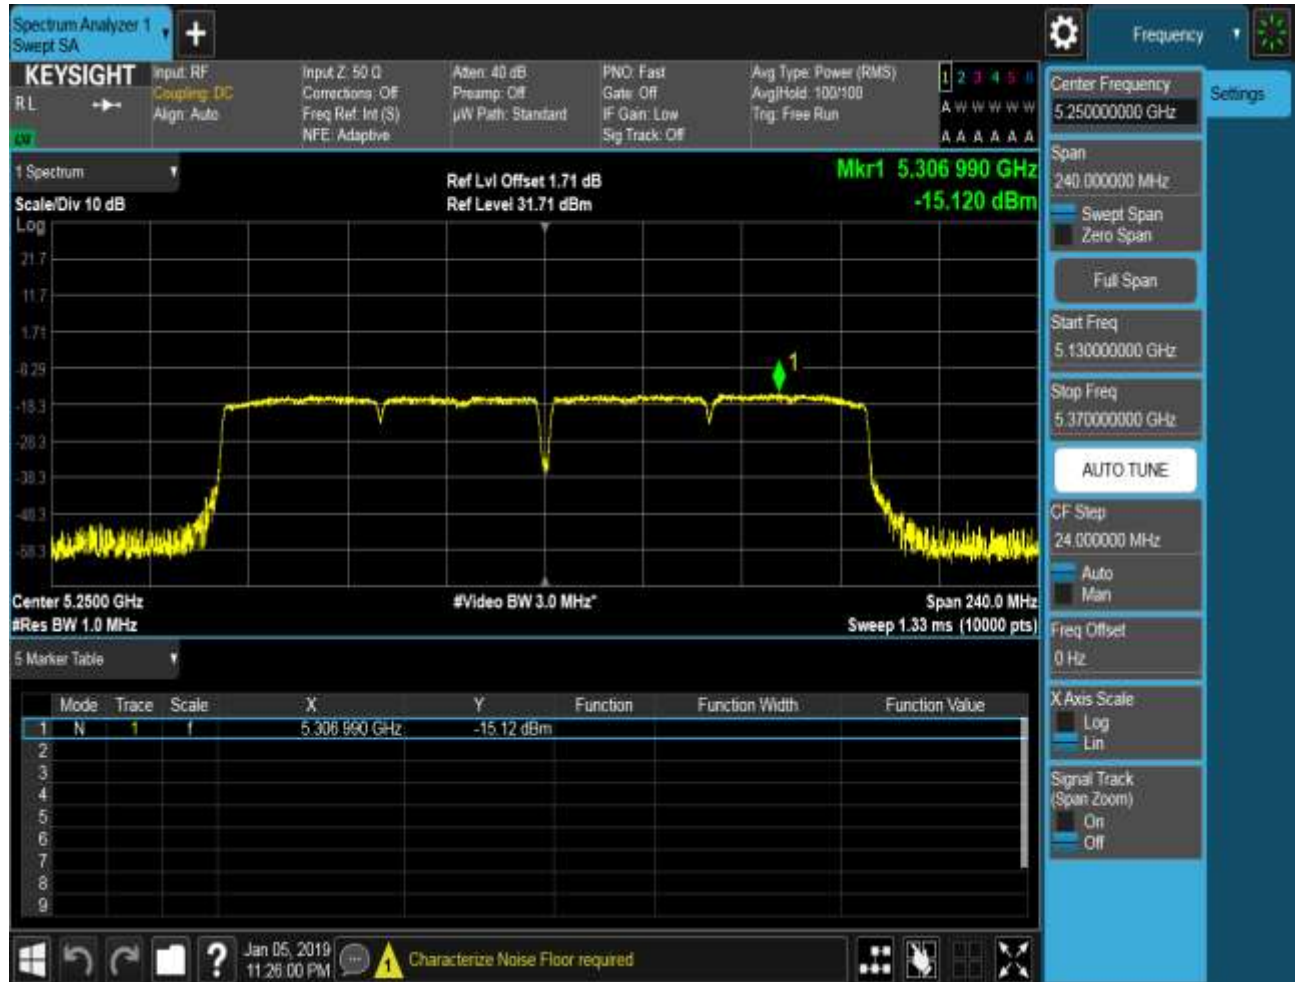 Spectrum Analyzer 1
Swept SA
Frequency
KEYSIGHT
R L
Input: RF
Coupling: DC
Align: Auto
Input Z: 50 Ω
Corrections: Off
Freq Ref: Int (S)
NFE: Adaptive
Atten: 40 dB
Preamp: Off
µW Path: Standard
PNO: Fast
Gate: Off
IF Gain: Low
Sig Track: Off
Avg Type: Power (RMS)
Avg|Hold: 100/100
Trig: Free Run
1 2 3 4 5 6
A W W W W W
A A A A A A
1 Spectrum
Scale/Div 10 dB
Ref Lvl Offset 1.71 dB
Ref Level 31.71 dBm
Mkr1 5.306 990 GHz
-15.120 dBm
Log
21.7
11.7
1.71
-8.29
-18.3
-28.3
-38.3
-48.3
-58.3
1
Center 5.2500 GHz
#Video BW 3.0 MHz*
Span 240.0 MHz
#Res BW 1.0 MHz
Sweep 1.33 ms (10000 pts)
5 Marker Table
Mode Trace Scale X Y Function Function Width Function Value
1 N 1 f 5.306 990 GHz -15.12 dBm
2
3
4
5
6
7
8
9
Jan 05, 2019
11:26:00 PM
1
Characterize Noise Floor required
Center Frequency
5.250000000 GHz
Settings
Span
240.000000 MHz
Swept Span
Zero Span
Full Span
Start Freq
5.130000000 GHz
Stop Freq
5.370000000 GHz
AUTO TUNE
CF Step
24.000000 MHz
Auto
Man
Freq Offset
0 Hz
X Axis Scale
Log
Lin
Signal Track
(Span Zoom)
On
Off